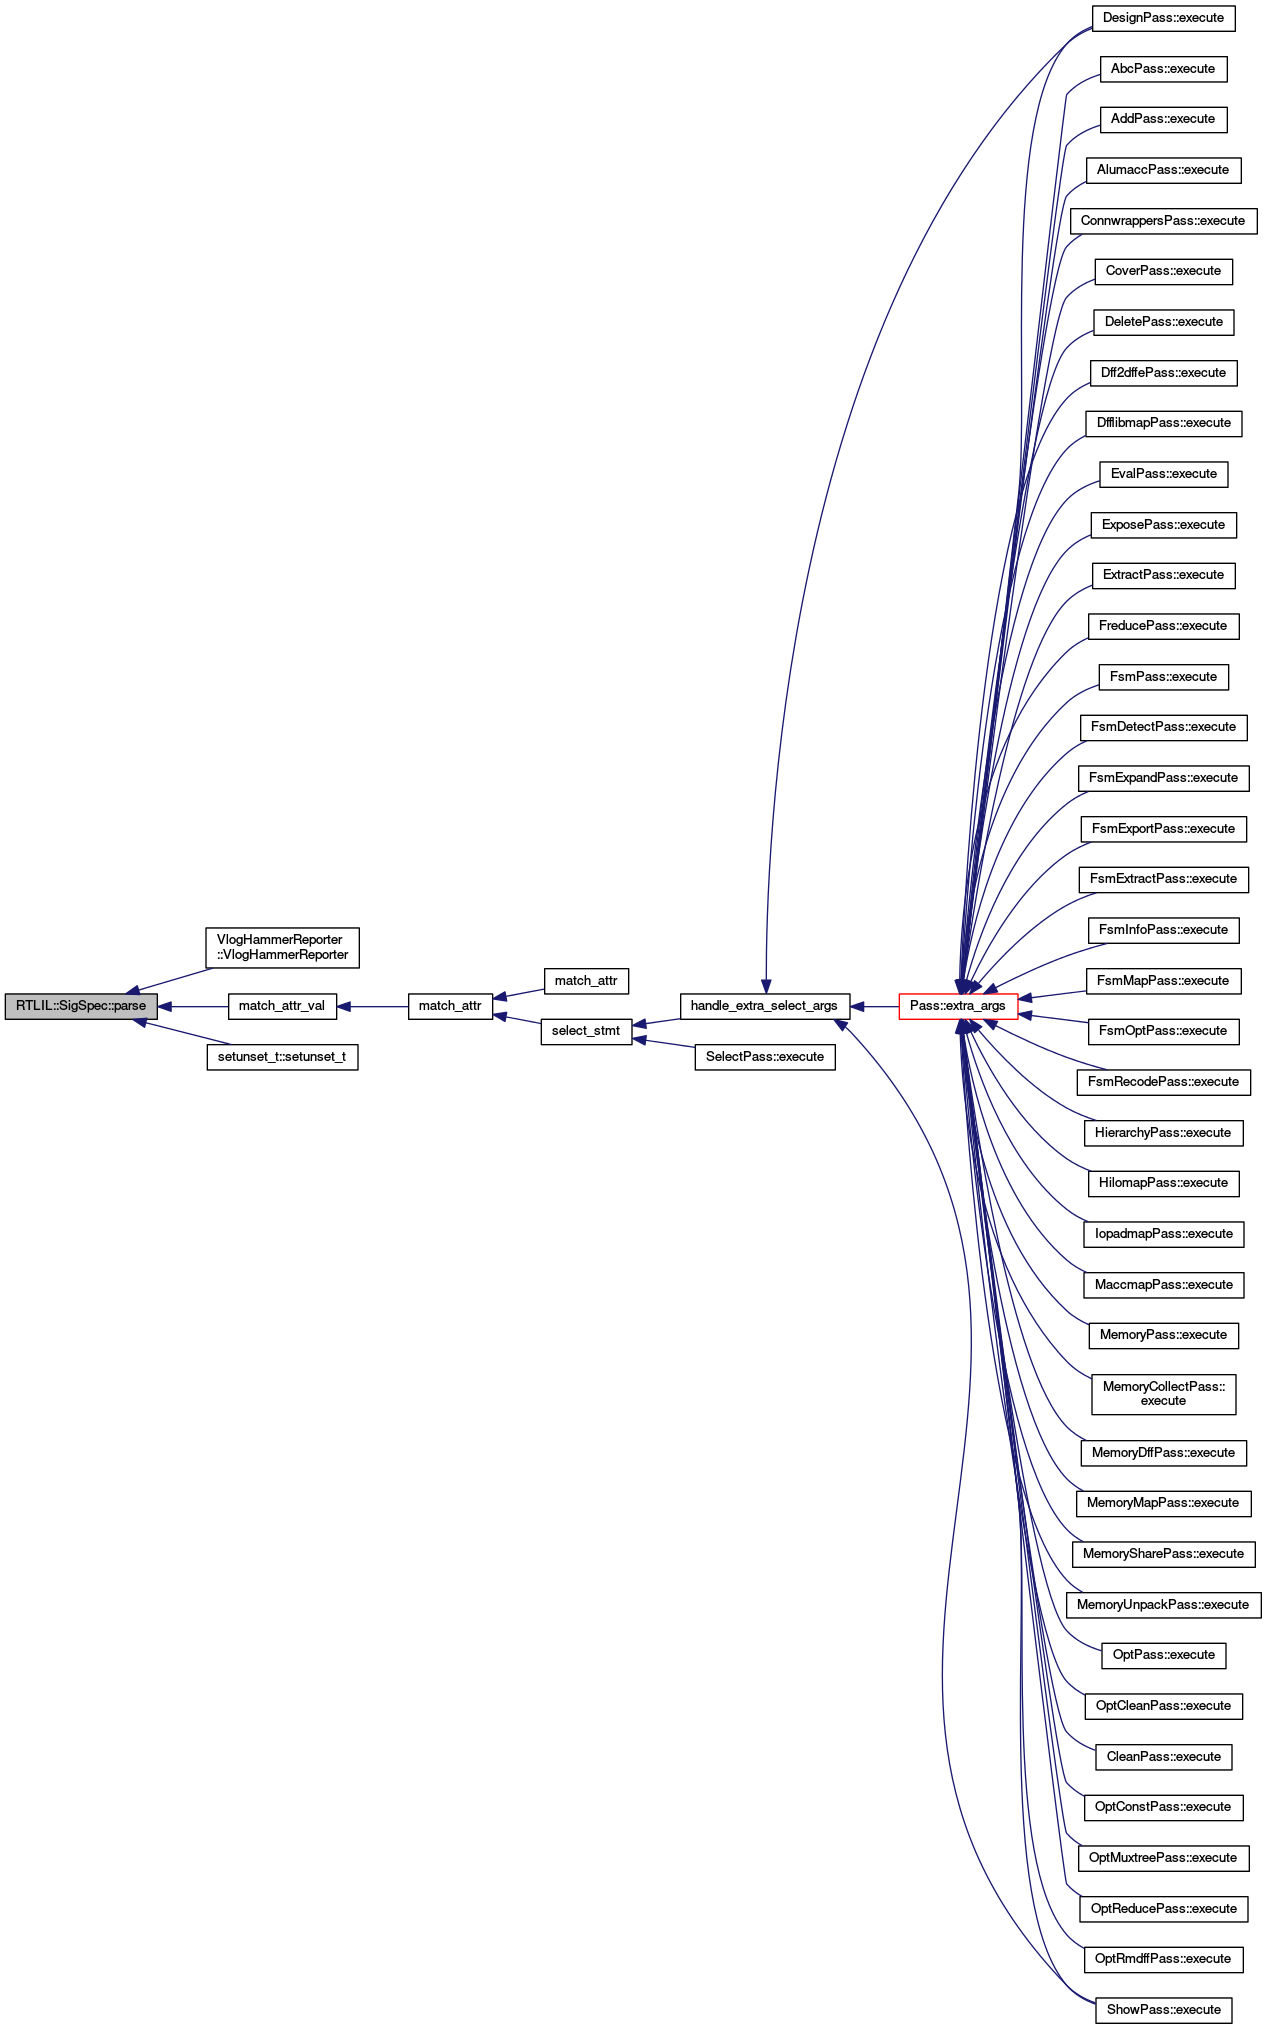 DesignPass::execute
AbcPass::execute
AddPass::execute
AlumaccPass::execute
ConnwrappersPass::execute
CoverPass::execute
DeletePass::execute
Dff2dffePass::execute
DfflibmapPass::execute
EvalPass::execute
ExposePass::execute
ExtractPass::execute
FreducePass::execute
FsmPass::execute
FsmDetectPass::execute
FsmExpandPass::execute
FsmExportPass::execute
FsmExtractPass::execute
FsmInfoPass::execute
VlogHammerReporter
::VlogHammerReporter
match_attr
FsmMapPass::execute
RTLIL::SigSpec::parse
match_attr_val
match_attr
handle_extra_select_args
Pass::extra_args
select_stmt
FsmOptPass::execute
setunset_t::setunset_t
SelectPass::execute
FsmRecodePass::execute
HierarchyPass::execute
HilomapPass::execute
IopadmapPass::execute
MaccmapPass::execute
MemoryPass::execute
MemoryCollectPass::
execute
MemoryDffPass::execute
MemoryMapPass::execute
MemorySharePass::execute
MemoryUnpackPass::execute
OptPass::execute
OptCleanPass::execute
CleanPass::execute
OptConstPass::execute
OptMuxtreePass::execute
OptReducePass::execute
OptRmdffPass::execute
ShowPass::execute